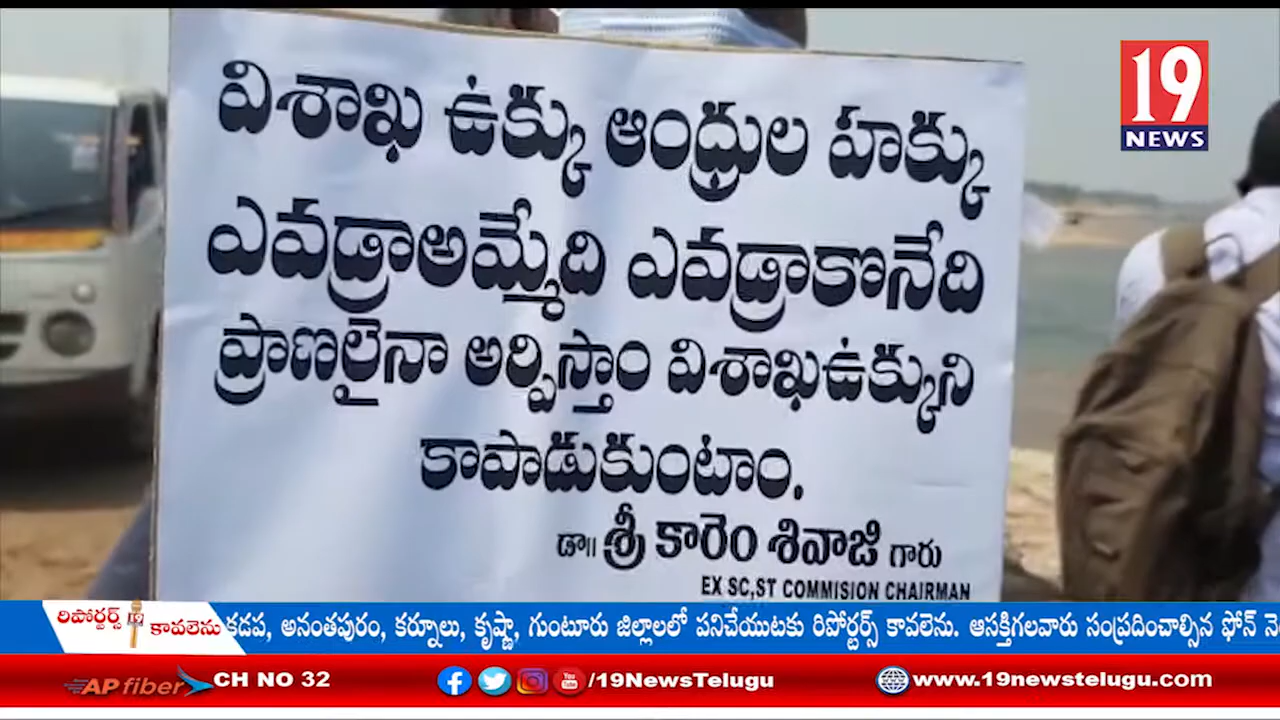 విశాఖ ఉక్కు ఆంధ్రుల హక్కు
ఎవడ్రాఅమ్మేది ఎవడ్రాకొనేది
ప్రాణలైనా అర్పిస్తాం విశాఖఉక్కుని
కాపాడుకుంటాం.
డా॥ శ్రీ కారెం శివాజి గారు
EX SC,ST COMMISION CHAIRMAN
19
NEWS
రిపోర్టర్స్ కావలెను
కడప, అనంతపురం, కర్నూలు, కృష్ణా, గుంటూరు జిల్లాలలో పనిచేయుటకు రిపోర్టర్స్ కావలెను. ఆసక్తిగలవారు సంప్రదించాల్సిన ఫోన్ నె
AP fiber CH NO 32
/19NewsTelugu
www.19newstelugu.com